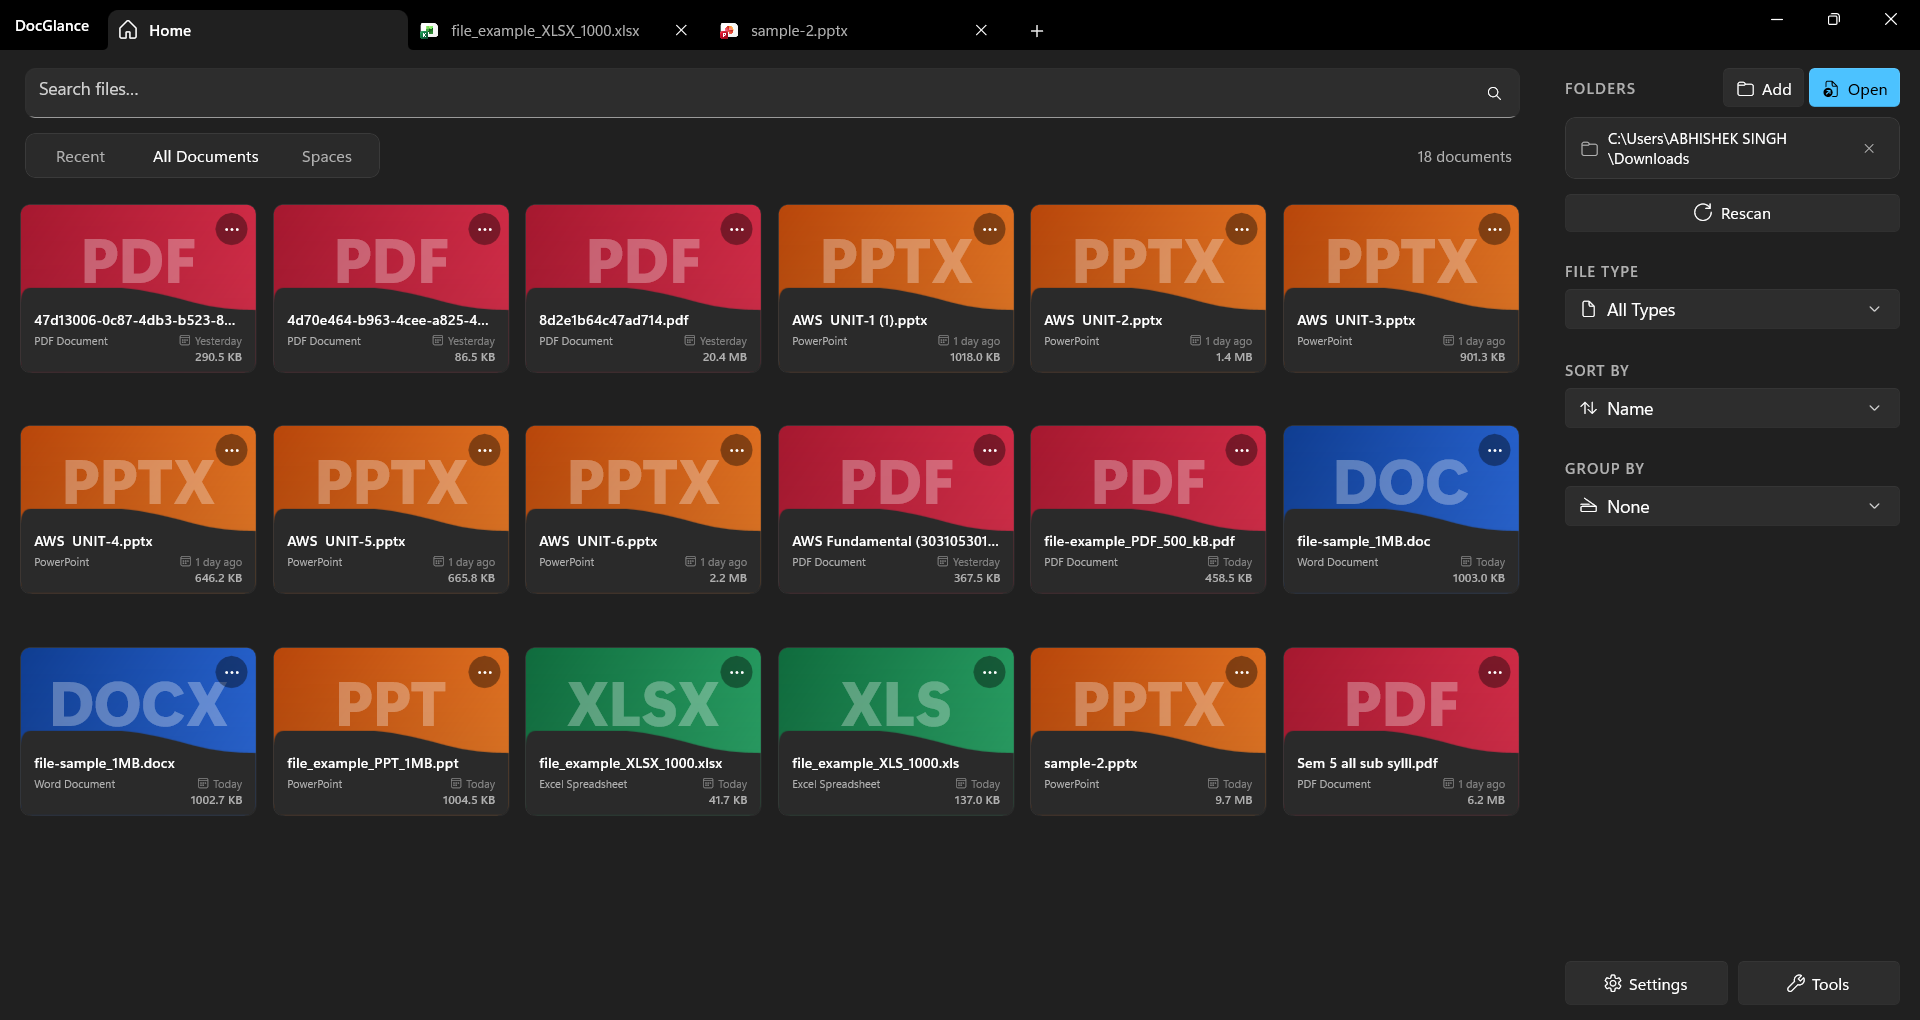 DocGlance
Home
file_example_XLSX_1000.xlsx
sample-2.pptx
Search files...
FOLDERS
Add
Open
C:\Users\ABHISHEK SINGH
\Downloads
Recent
All Documents
Spaces
18 documents
Rescan
FILE TYPE
All Types
SORT BY
Name
GROUP BY
None
PDF
47d13006-0c87-4db3-b523-8...
PDF Document
Yesterday
290.5 KB
PDF
4d70e464-b963-4cee-a825-4...
PDF Document
Yesterday
86.5 KB
PDF
8d2e1b64c47ad714.pdf
PDF Document
Yesterday
20.4 MB
PPTX
AWS UNIT-1 (1).pptx
PowerPoint
1 day ago
1018.0 KB
PPTX
AWS UNIT-2.pptx
PowerPoint
1 day ago
1.4 MB
PPTX
AWS UNIT-3.pptx
PowerPoint
1 day ago
901.3 KB
PPTX
AWS UNIT-4.pptx
PowerPoint
1 day ago
646.2 KB
PPTX
AWS UNIT-5.pptx
PowerPoint
1 day ago
665.8 KB
PPTX
AWS UNIT-6.pptx
PowerPoint
1 day ago
2.2 MB
PDF
AWS Fundamental (303105301...
PDF Document
Yesterday
367.5 KB
PDF
file-example_PDF_500_kB.pdf
PDF Document
Today
458.5 KB
DOC
file-sample_1MB.doc
Word Document
Today
1003.0 KB
DOCX
file-sample_1MB.docx
Word Document
Today
1002.7 KB
PPT
file_example_PPT_1MB.ppt
PowerPoint
Today
1004.5 KB
XLSX
file_example_XLSX_1000.xlsx
Excel Spreadsheet
Today
41.7 KB
XLS
file_example_XLS_1000.xls
Excel Spreadsheet
Today
137.0 KB
PPTX
sample-2.pptx
PowerPoint
Today
9.7 MB
PDF
Sem 5 all sub sylll.pdf
PDF Document
1 day ago
6.2 MB
Settings
Tools